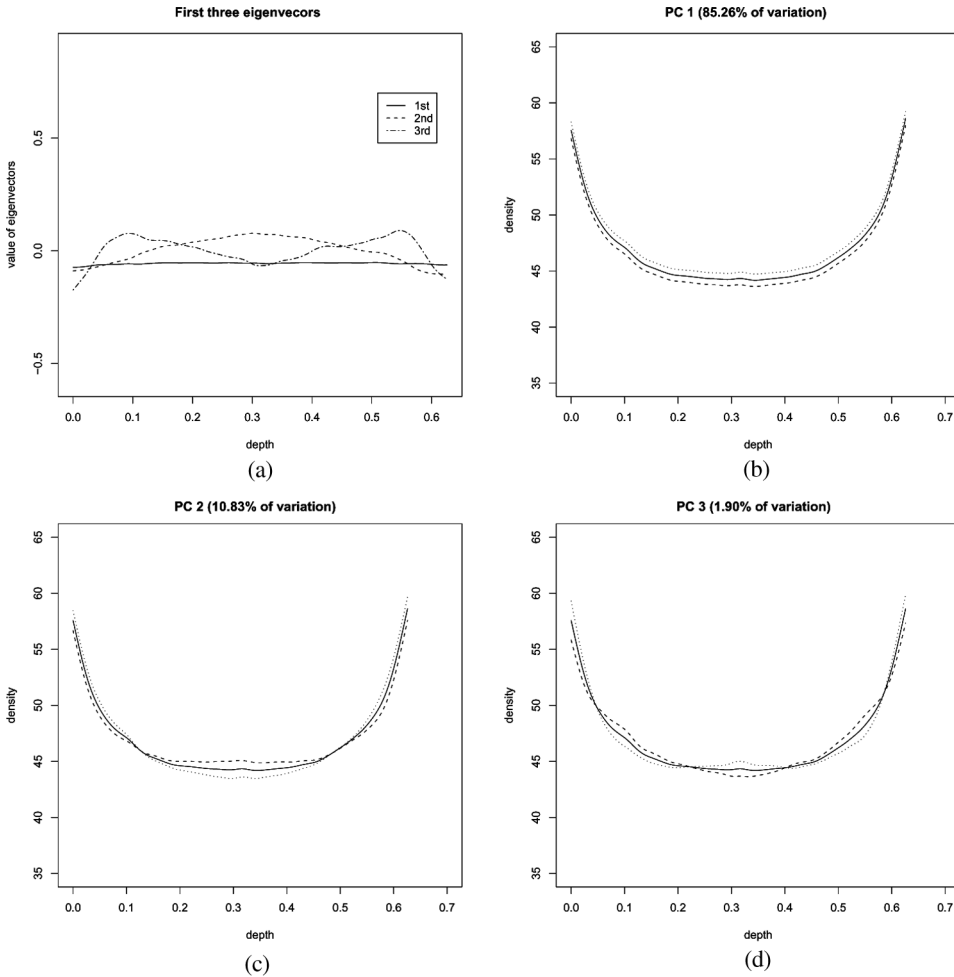 First three eigenvecors
value of eigenvectors
0.5
0.0
−0.5
1st
2nd
3rd
0.0 0.1 0.2 0.3 0.4 0.5 0.6
depth
(a)
PC 1 (85.26% of variation)
density
65
60
55
50
45
40
35
0.0 0.1 0.2 0.3 0.4 0.5 0.6 0.7
depth
(b)
PC 2 (10.83% of variation)
density
65
60
55
50
45
40
35
0.0 0.1 0.2 0.3 0.4 0.5 0.6 0.7
depth
(c)
PC 3 (1.90% of variation)
density
65
60
55
50
45
40
35
0.0 0.1 0.2 0.3 0.4 0.5 0.6 0.7
depth
(d)